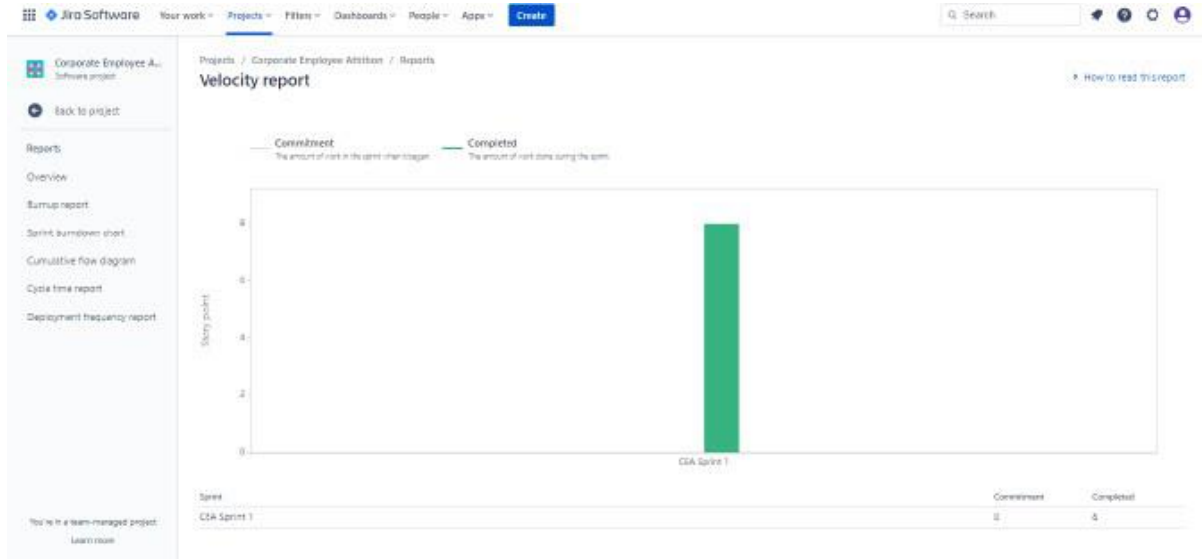 Jira Software Your work Projects Filters Dashboards People Apps Create Search
Corporate Employee A...
Software project
Back to project
Reports
Overview
Burnup report
Sprint burndown chart
Cumulative flow diagram
Cycle time report
Deployment frequency report
You're in a team-managed project
Learn more
Projects / Corporate Employee Attrition / Reports
Velocity report
How to read this report
Commitment
The amount of work in the sprint when it began.
Completed
The amount of work done during the sprint.
8
6
4
2
0
Story point
CEA Sprint 1
Sprint Commitment Completed
CEA Sprint 1